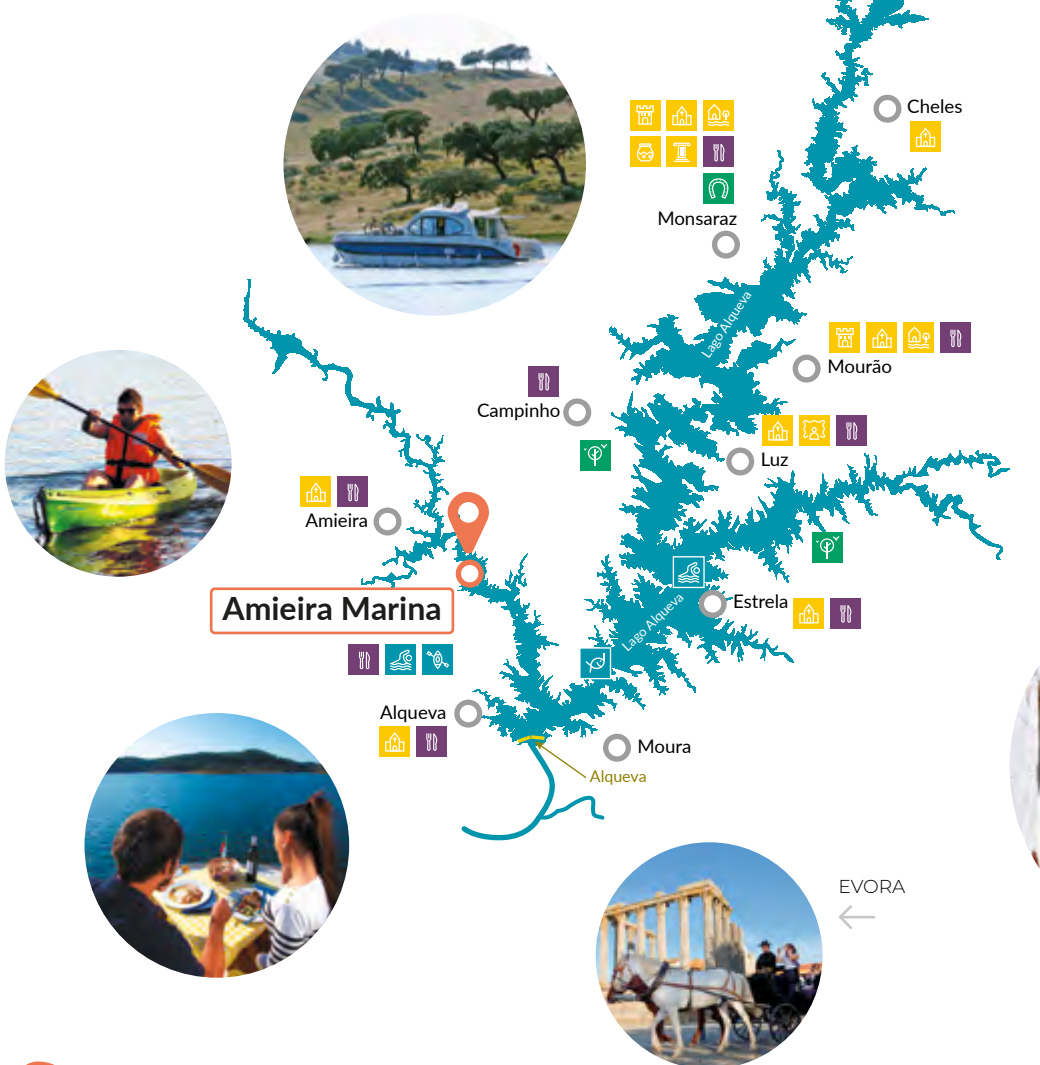 Cheles
Monsaraz
Lago Alqueva
Mourão
Campinho
Luz
Amieira
Amieira Marina
Estrela
Lago Alqueva
Alqueva
Moura
Alqueva
EVORA